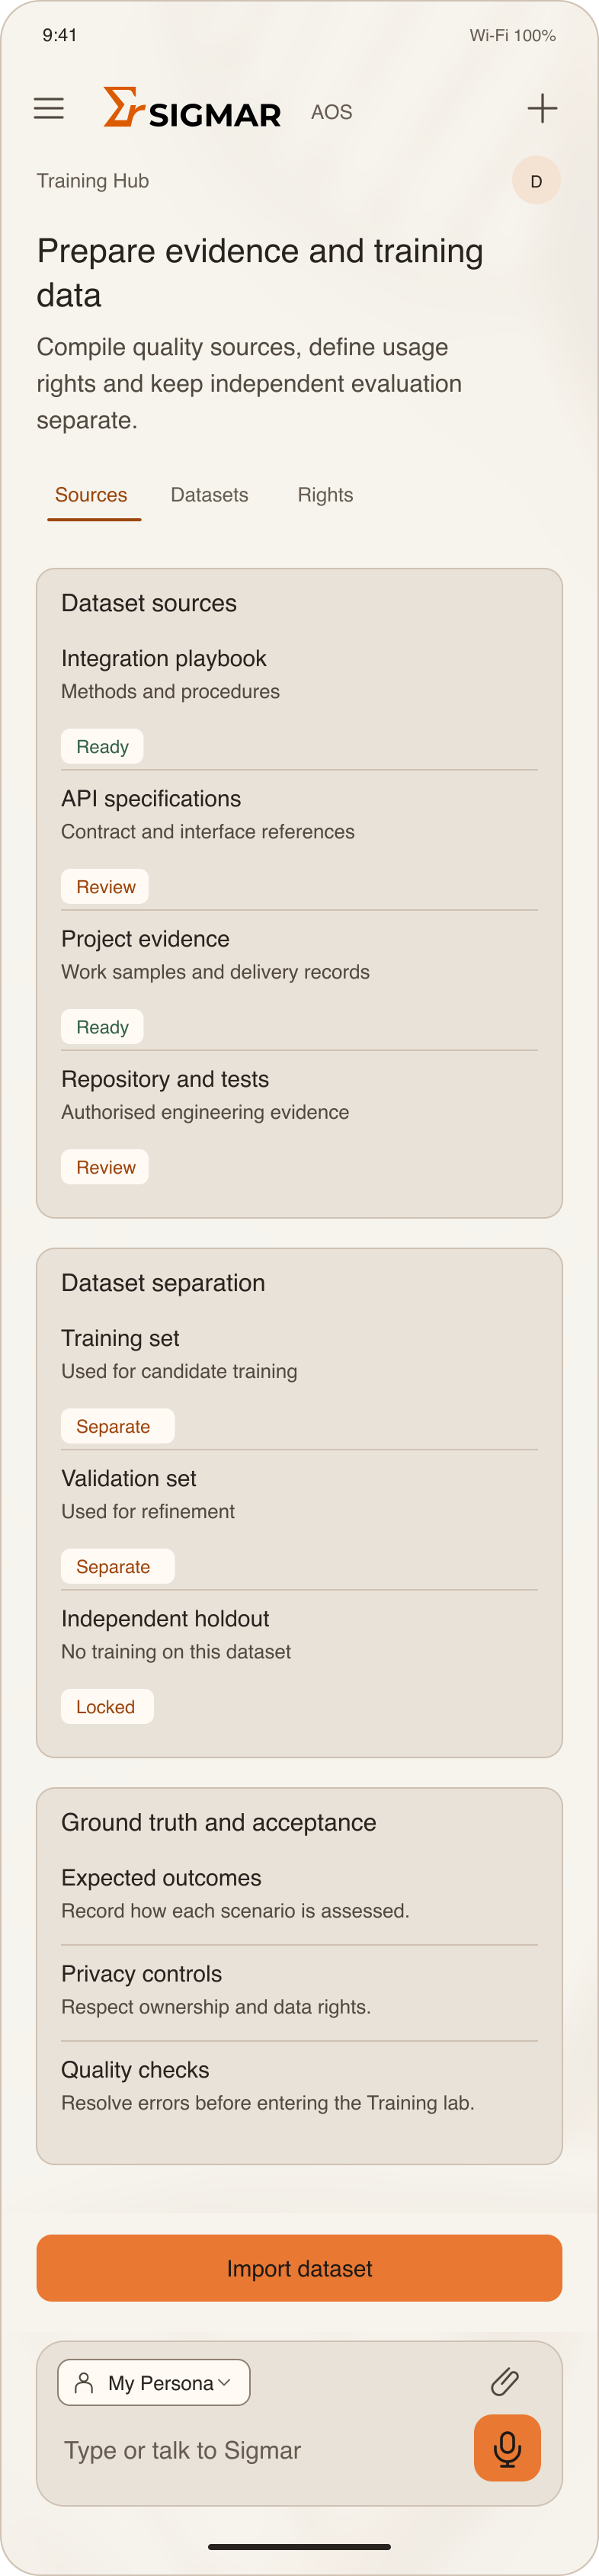 9:41
Wi-Fi 100%
SIGMAR AOS
Training Hub
D
Prepare evidence and training
data
Compile quality sources, define usage
rights and keep independent evaluation
separate.
Sources Datasets Rights
Dataset sources
Integration playbook
Methods and procedures
Ready
API specifications
Contract and interface references
Review
Project evidence
Work samples and delivery records
Ready
Repository and tests
Authorised engineering evidence
Review
Dataset separation
Training set
Used for candidate training
Separate
Validation set
Used for refinement
Separate
Independent holdout
No training on this dataset
Locked
Ground truth and acceptance
Expected outcomes
Record how each scenario is assessed.
Privacy controls
Respect ownership and data rights.
Quality checks
Resolve errors before entering the Training lab.
Import dataset
My Persona
Type or talk to Sigmar